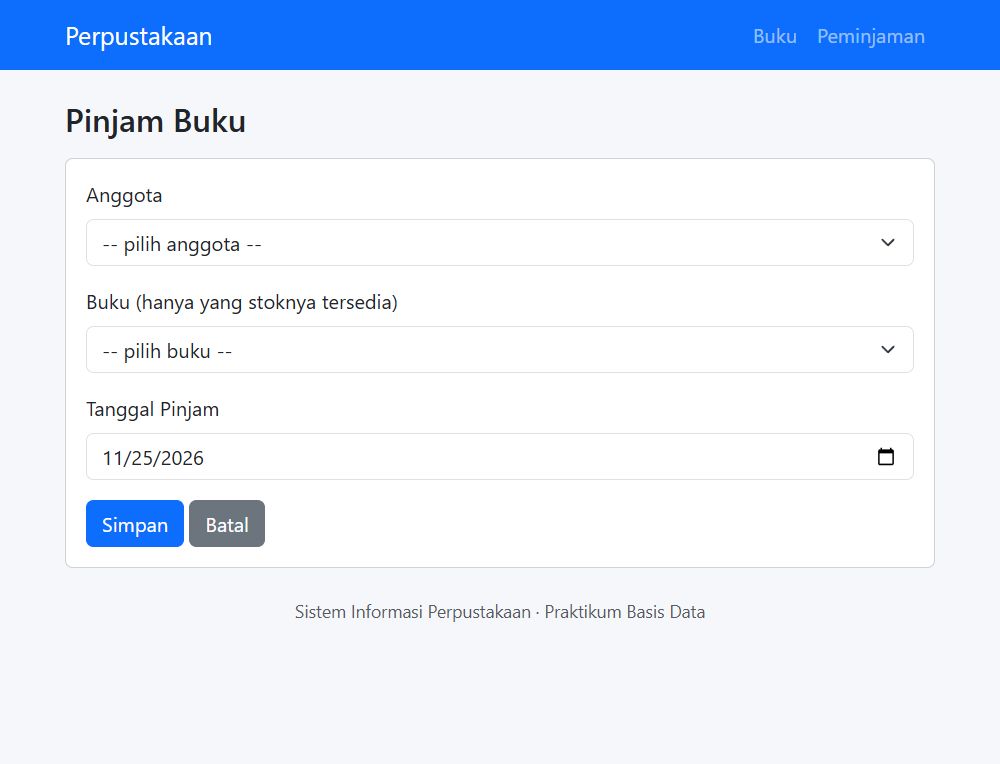 Perpustakaan
Buku Peminjaman
Pinjam Buku
Anggota
-- pilih anggota --
Buku (hanya yang stoknya tersedia)
-- pilih buku --
Tanggal Pinjam
11/25/2026
Simpan Batal
Sistem Informasi Perpustakaan · Praktikum Basis Data